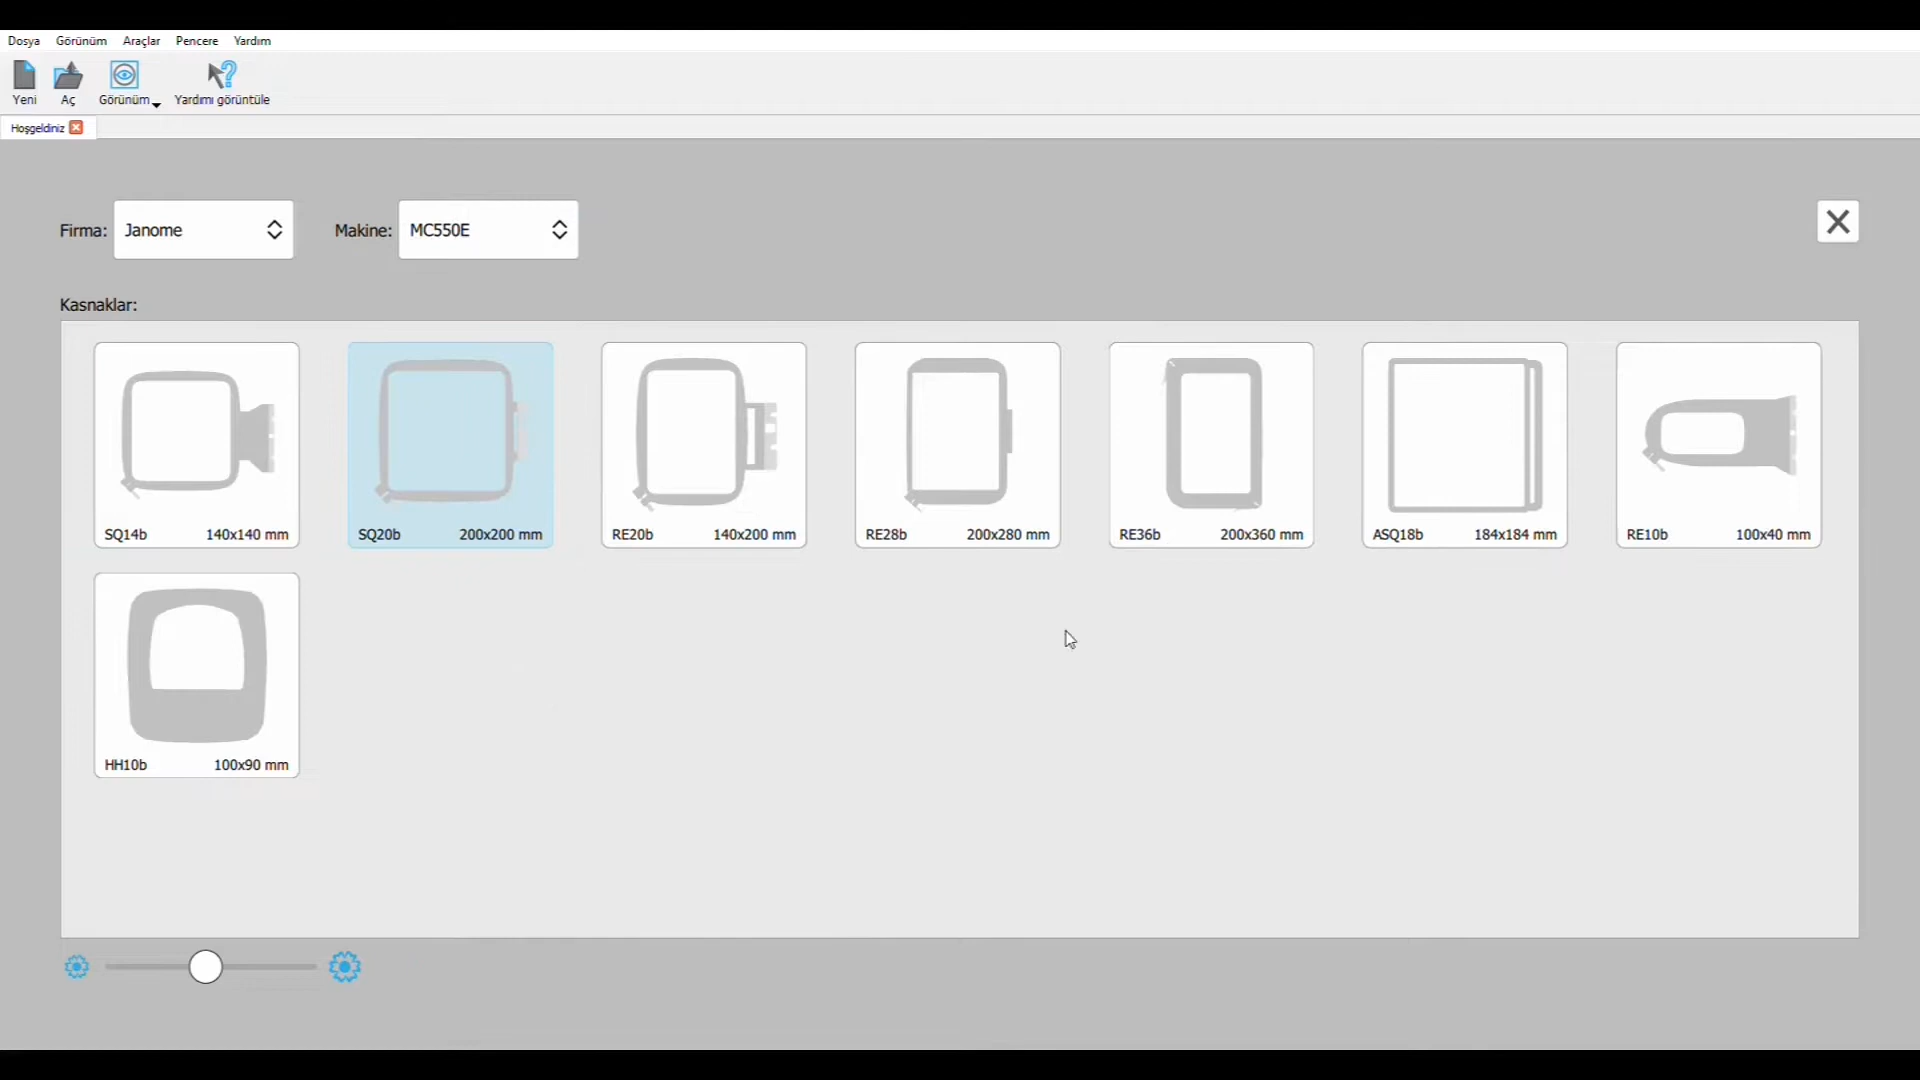 Dosya Görünüm Araçlar Pencere Yardım
Yeni Aç Görünüm Yardımı görüntüle
Hoşgeldiniz
Firma: Janome Makine: MC550E
Kasnaklar:
SQ14b 140x140 mm SQ20b 200x200 mm RE20b 140x200 mm RE28b 200x280 mm RE36b 200x360 mm ASQ18b 184x184 mm RE10b 100x40 mm
HH10b 100x90 mm